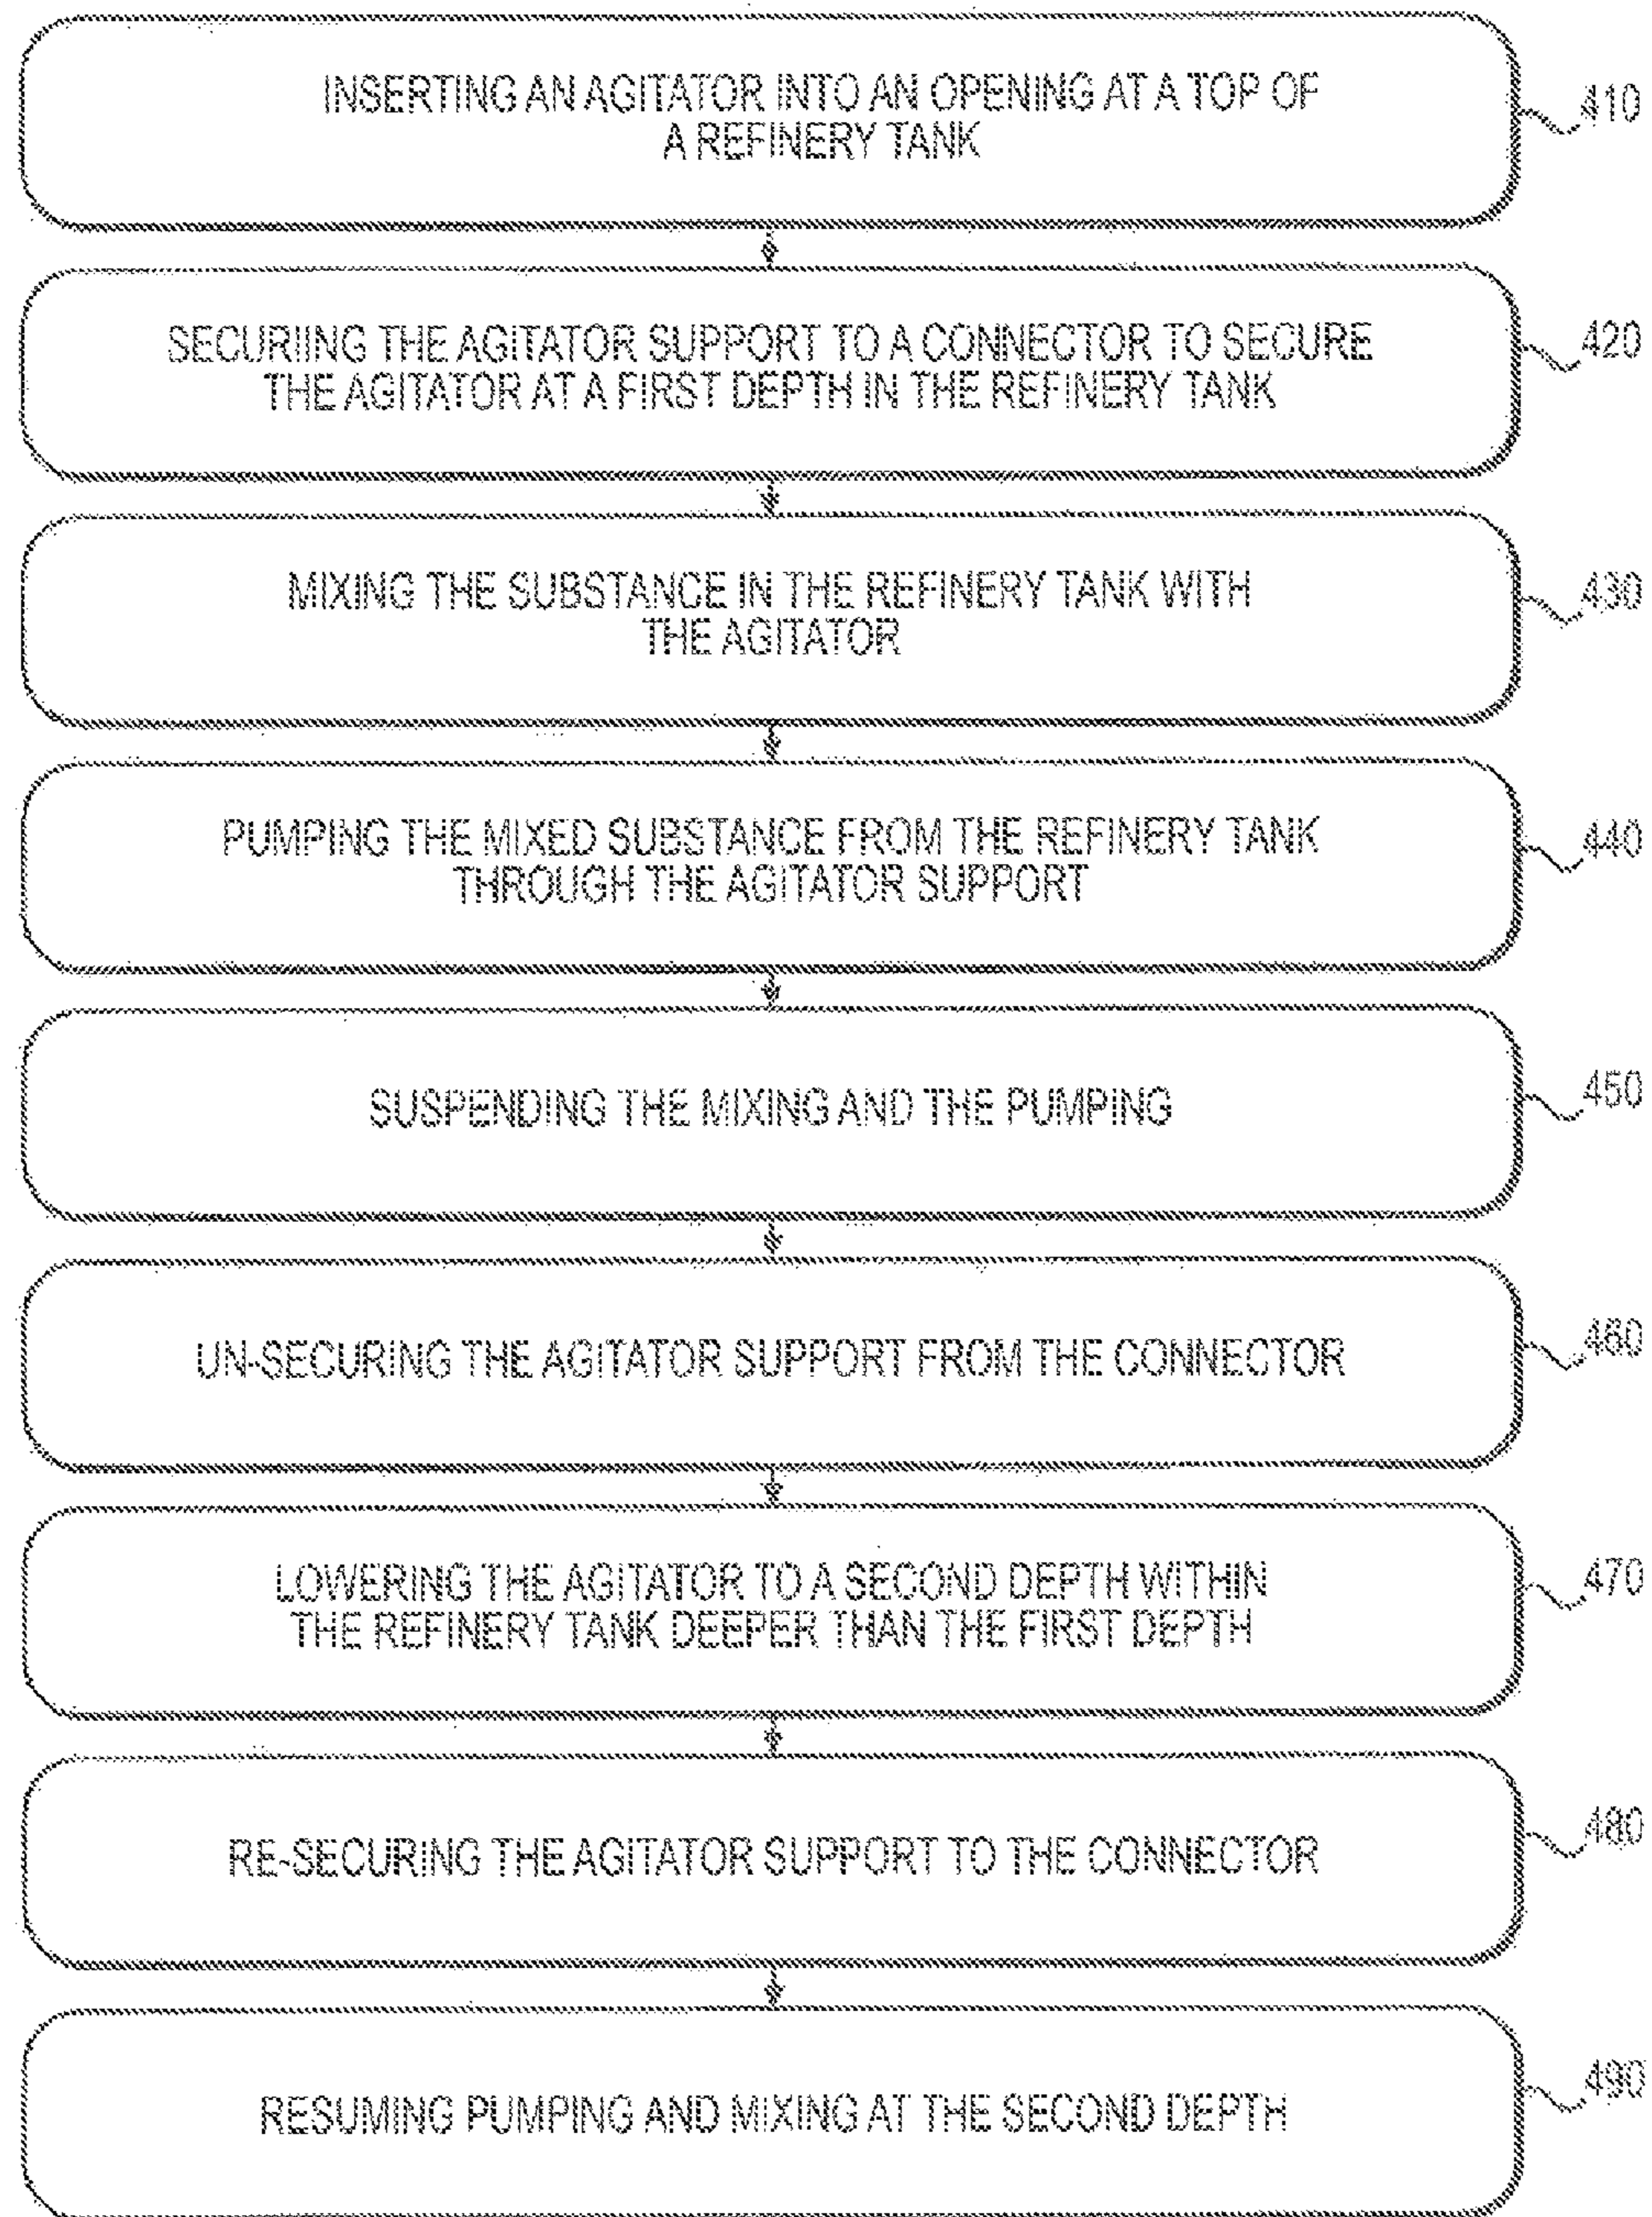 INSERTING AN AGITATOR INTO AN OPENING AT A TOP OF
A REFINERY TANK
410
SECURIING THE AGITATOR SUPPORT TO A CONNECTOR TO SECURE
THE AGITATOR AT A FIRST DEPTH IN THE REFINERY TANK
420
MIXING THE SUBSTANCE IN THE REFINERY TANK WITH
THE AGITATOR
430
PUMPING THE MIXED SUBSTANCE FROM THE REFINERY TANK
THROUGH THE AGITATOR SUPPORT
440
SUSPENDING THE MIXING AND THE PUMPING
450
UN-SECURING THE AGITATOR SUPPORT FROM THE CONNECTOR
460
LOWERING THE AGITATOR TO A SECOND DEPTH WITHIN
THE REFINERY TANK DEEPER THAN THE FIRST DEPTH
470
RE-SECURING THE AGITATOR SUPPORT TO THE CONNECTOR
480
RESUMING PUMPING AND MIXING AT THE SECOND DEPTH
490